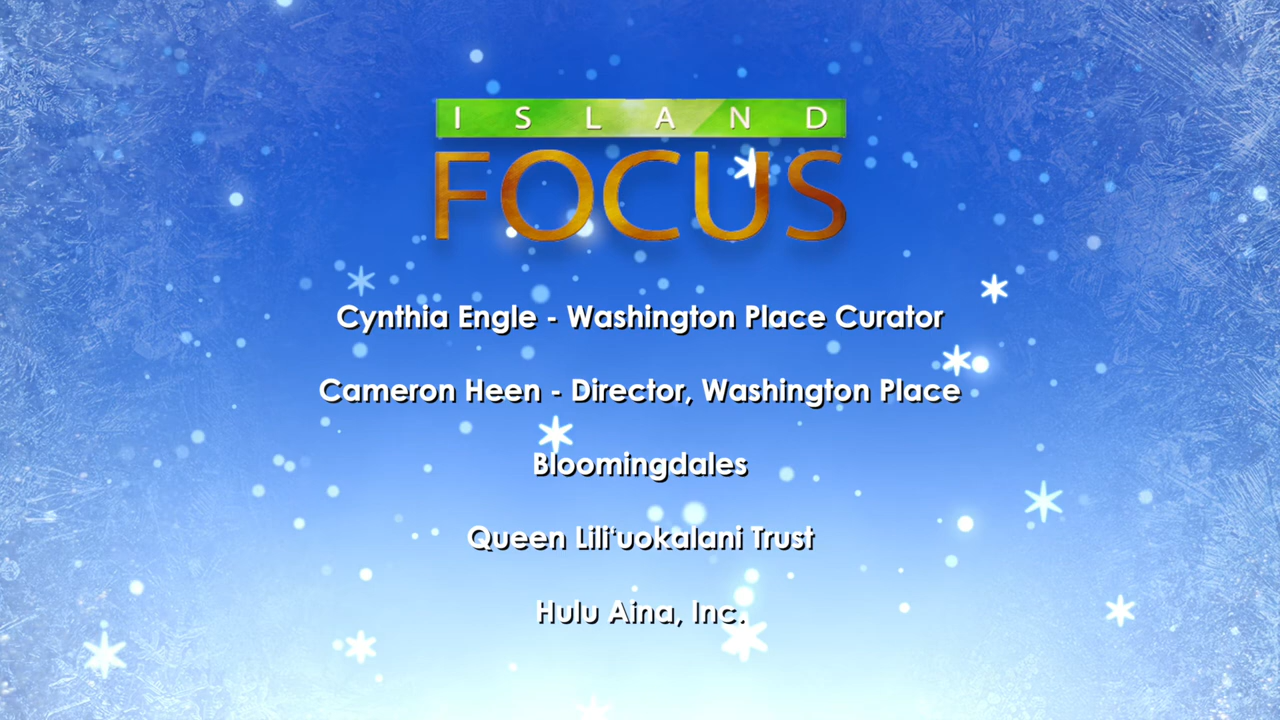 ISLAND
FOCUS
Cynthia Engle - Washington Place Curator
Cameron Heen - Director, Washington Place
Bloomingdales
Queen Lili‘uokalani Trust
Hulu Aina, Inc.